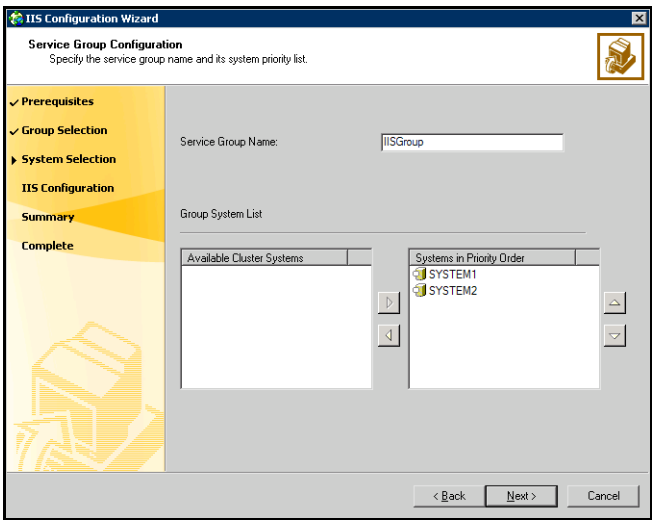 IIS Configuration Wizard
Service Group Configuration
Specify the service group name and its system priority list.
Prerequisites
Group Selection
System Selection
IIS Configuration
Summary
Complete
Service Group Name:
IISGroup
Group System List
Available Cluster Systems
Systems in Priority Order
SYSTEM1
SYSTEM2
< Back
Next >
Cancel